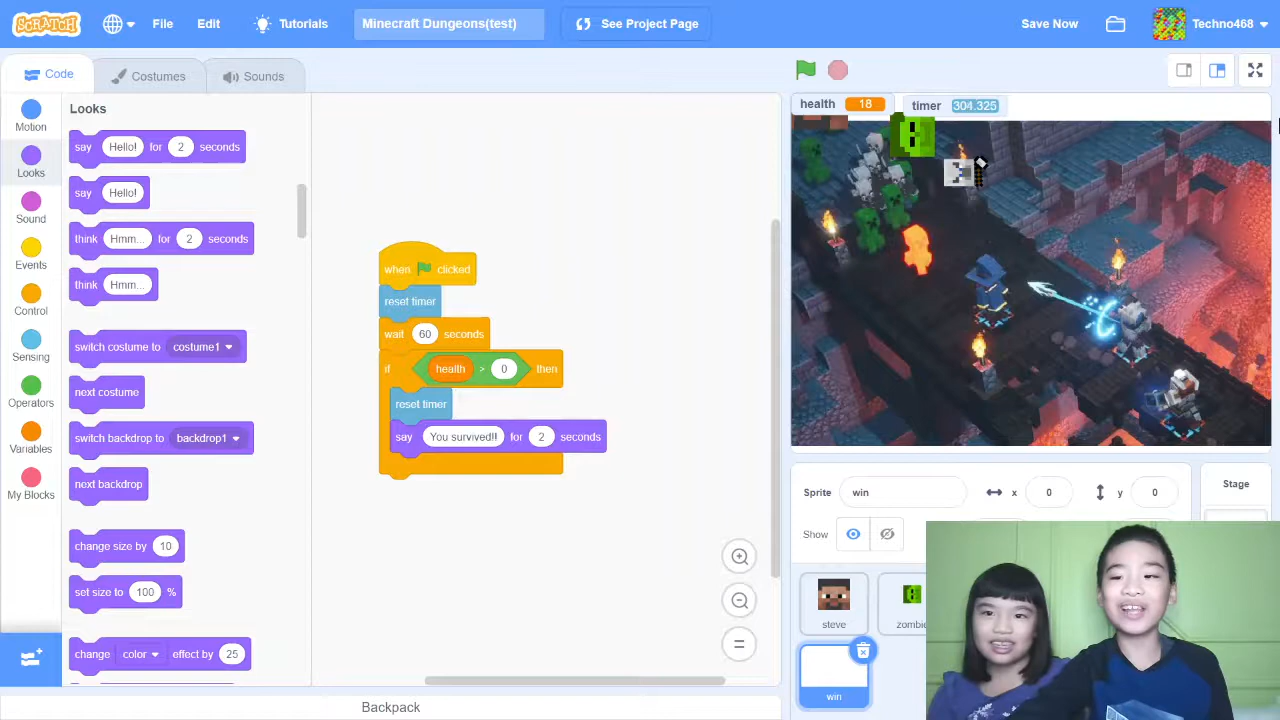 SCRATCH
File
Edit
Tutorials
Minecraft Dungeons(test)
See Project Page
Save Now
Techno468
Code
Costumes
Sounds
Motion
Looks
Sound
Events
Control
Sensing
Operators
Variables
My Blocks
Looks
say Hello! for 2 seconds
say Hello!
think Hmm... for 2 seconds
think Hmm...
switch costume to costume1
next costume
switch backdrop to backdrop1
next backdrop
change size by 10
set size to 100 %
change color effect by 25
when clicked
reset timer
wait 60 seconds
if health > 0 then
reset timer
say You survived!! for 2 seconds
Backpack
health 18
timer 304.325
Sprite win
x 0
y 0
Show
Stage
steve
zombie
win